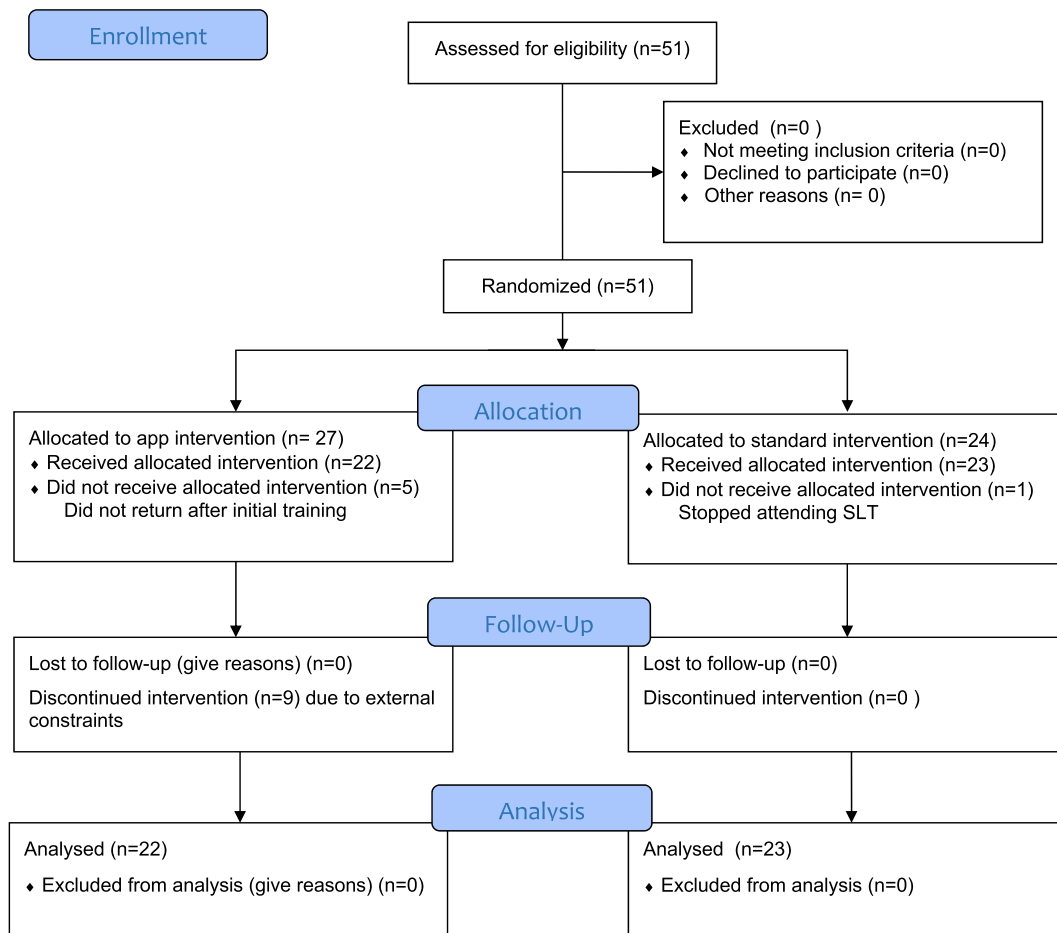 Enrollment
Assessed for eligibility (n=51)
Excluded (n=0 )
♦ Not meeting inclusion criteria (n=0)
♦ Declined to participate (n=0)
♦ Other reasons (n= 0)
Randomized (n=51)
Allocation
Allocated to app intervention (n= 27)
♦ Received allocated intervention (n=22)
♦ Did not receive allocated intervention (n=5)
Did not return after initial training
Allocated to standard intervention (n=24)
♦ Received allocated intervention (n=23)
♦ Did not receive allocated intervention (n=1)
Stopped attending SLT
Follow-Up
Lost to follow-up (give reasons) (n=0)
Discontinued intervention (n=9) due to external
constraints
Lost to follow-up (n=0)
Discontinued intervention (n=0 )
Analysis
Analysed (n=22)
♦ Excluded from analysis (give reasons) (n=0)
Analysed (n=23)
♦ Excluded from analysis (n=0)